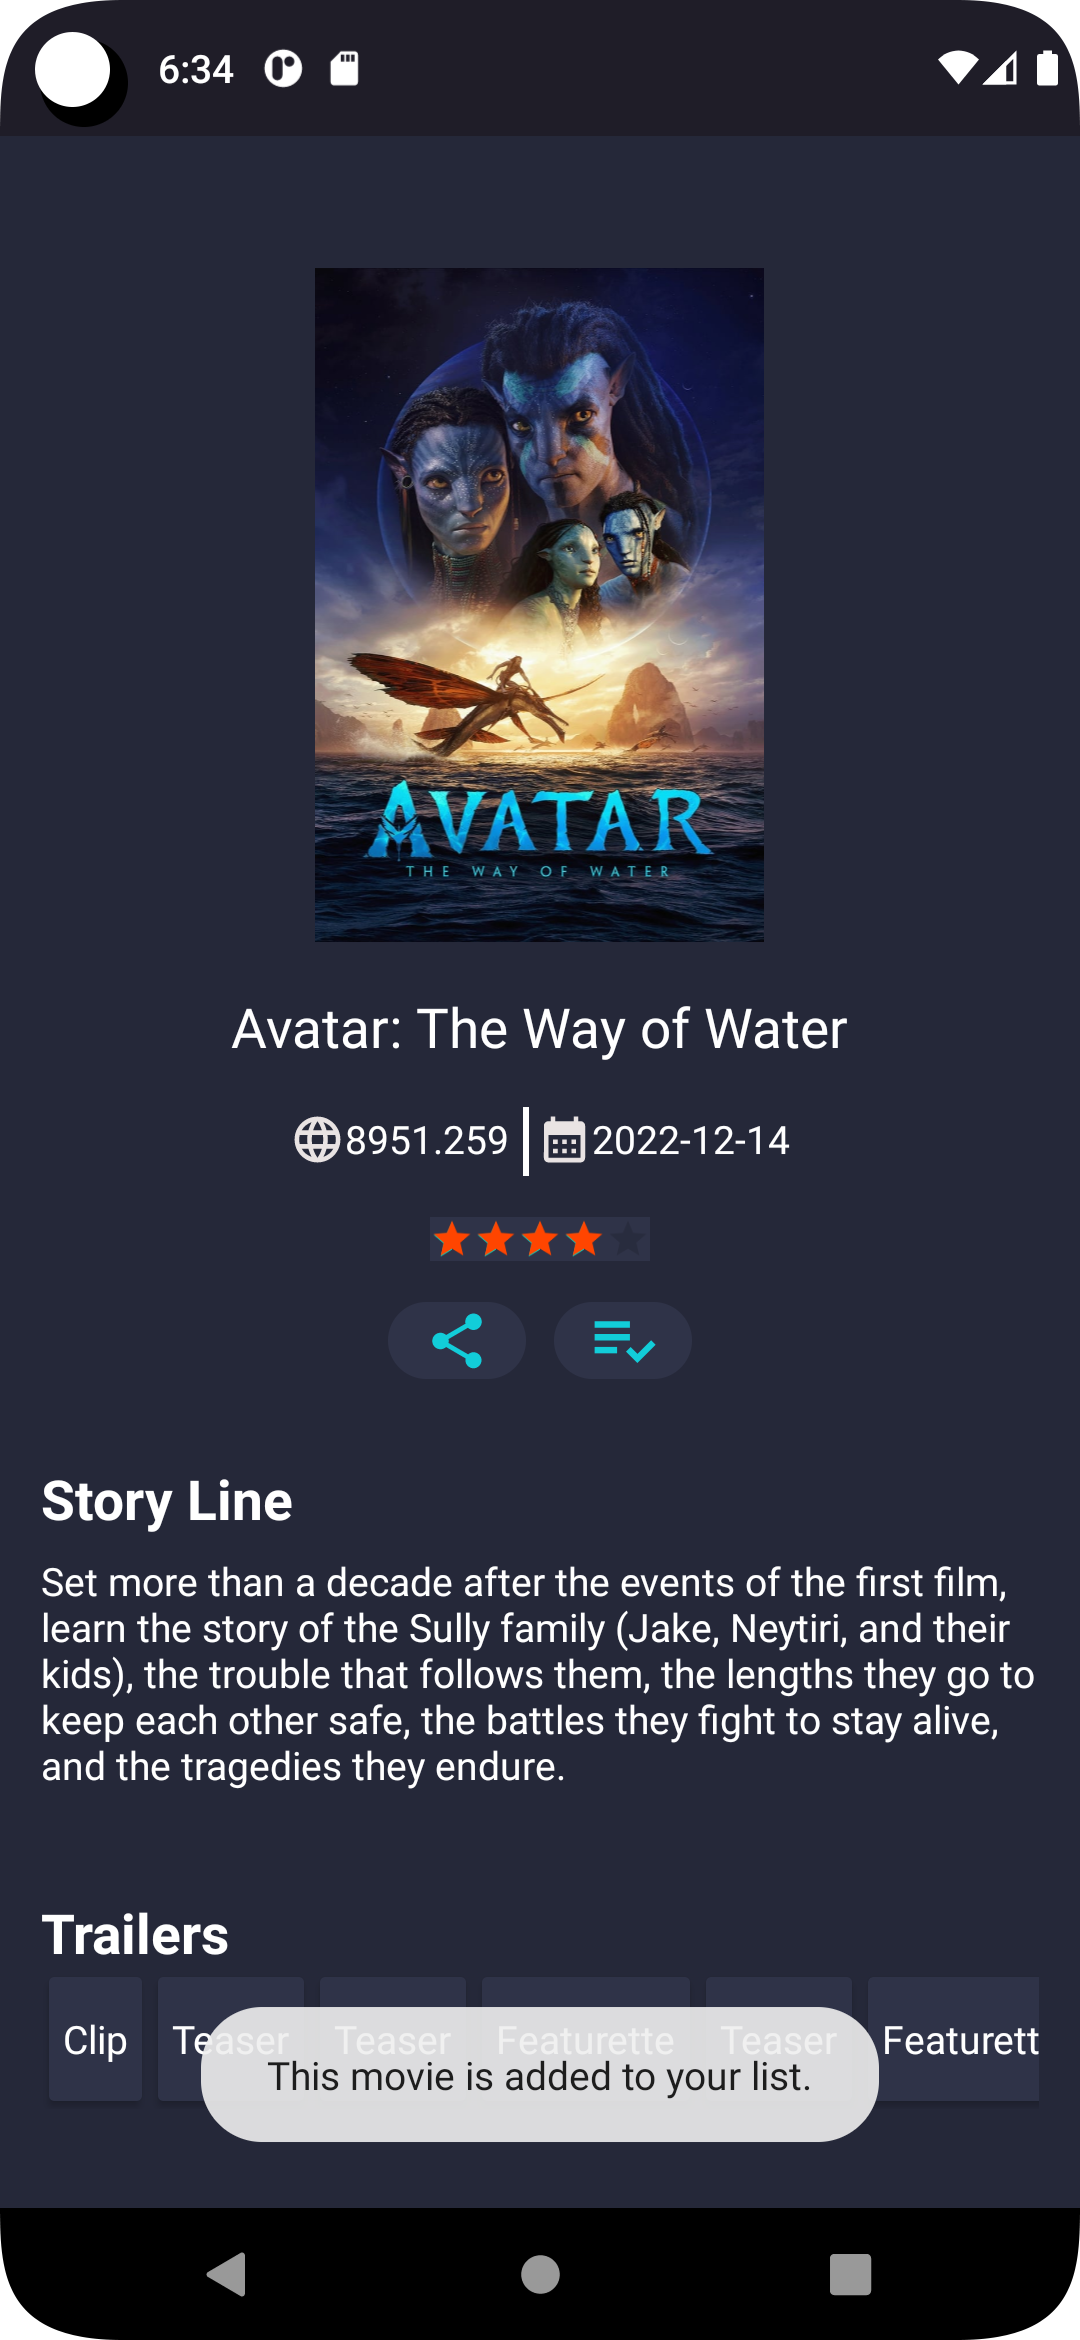 6:34
AVATAR
THE WAY OF WATER
Avatar: The Way of Water
8951.259
2022-12-14
Story Line
Set more than a decade after the events of the first film,
learn the story of the Sully family (Jake, Neytiri, and their
kids), the trouble that follows them, the lengths they go to
keep each other safe, the battles they fight to stay alive,
and the tragedies they endure.
Trailers
Clip Teaser Teaser Featurette Teaser Featurett
This movie is added to your list.